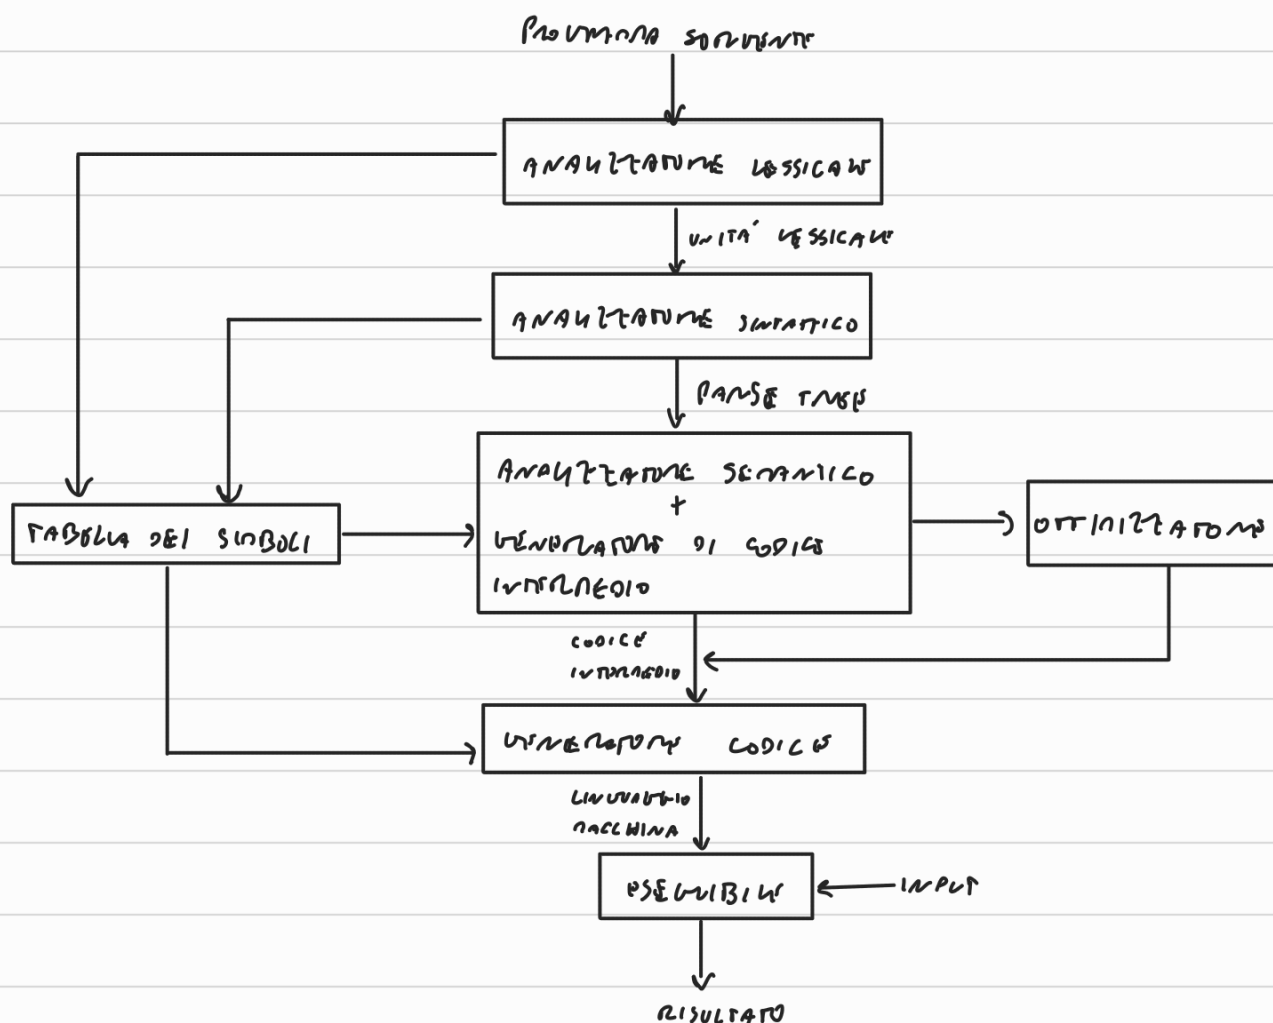 PROGRAMMA SORGENTE
ANALIZZATORE LESSICALE
UNITÀ LESSICALI
ANALIZZATORE SINTATTICO
PARSE TREE
ANALIZZATORE SEMANTICO
+
GENERATORE DI CODICE
INTERMEDIO
TABELLA DEI SIMBOLI
OTTIMIZZATORE
CODICE
INTERMEDIO
GENERATORE CODICE
LINGUAGGIO
MACCHINA
ESEGUIBILE
INPUT
RISULTATO